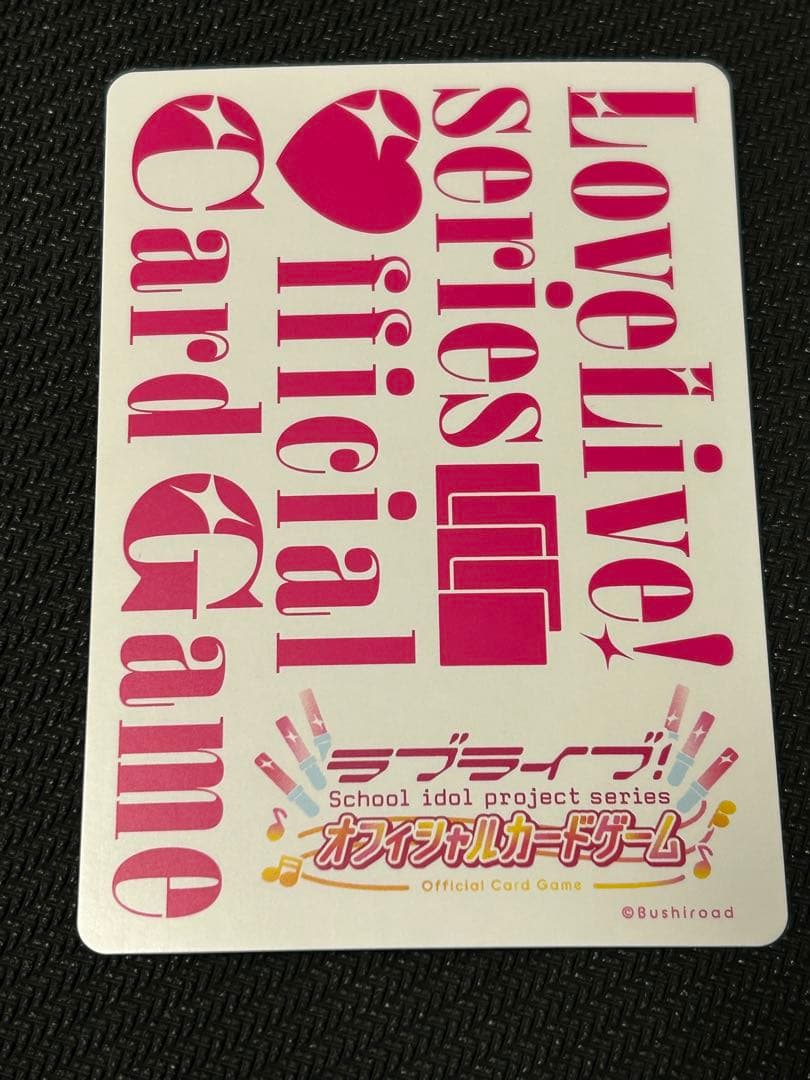 LoveLive!
series
Official
Card Game
ラブライブ!
School idol project series
オフィシャルカードゲーム
Official Card Game
©Bushiroad